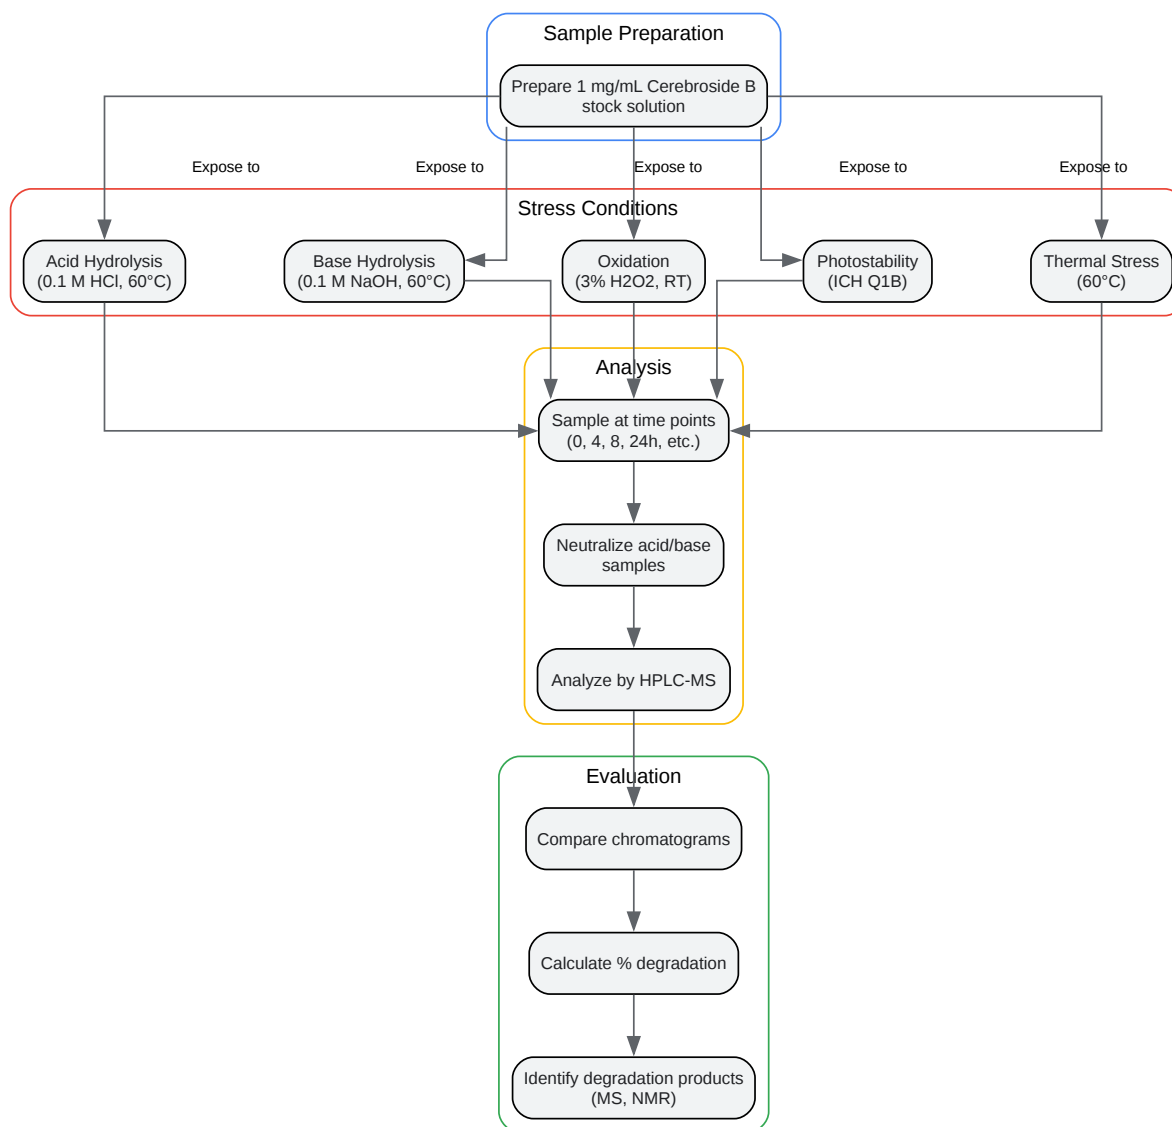 Sample Preparation
Prepare 1 mg/mL Cerebroside B
stock solution
Expose to
Expose to
Expose to
Expose to
Expose to
Stress Conditions
Acid Hydrolysis
(0.1 M HCl, 60°C)
Base Hydrolysis
(0.1 M NaOH, 60°C)
Oxidation
(3% H2O2, RT)
Photostability
(ICH Q1B)
Thermal Stress
(60°C)
Analysis
Sample at time points
(0, 4, 8, 24h, etc.)
Neutralize acid/base
samples
Analyze by HPLC-MS
Evaluation
Compare chromatograms
Calculate % degradation
Identify degradation products
(MS, NMR)